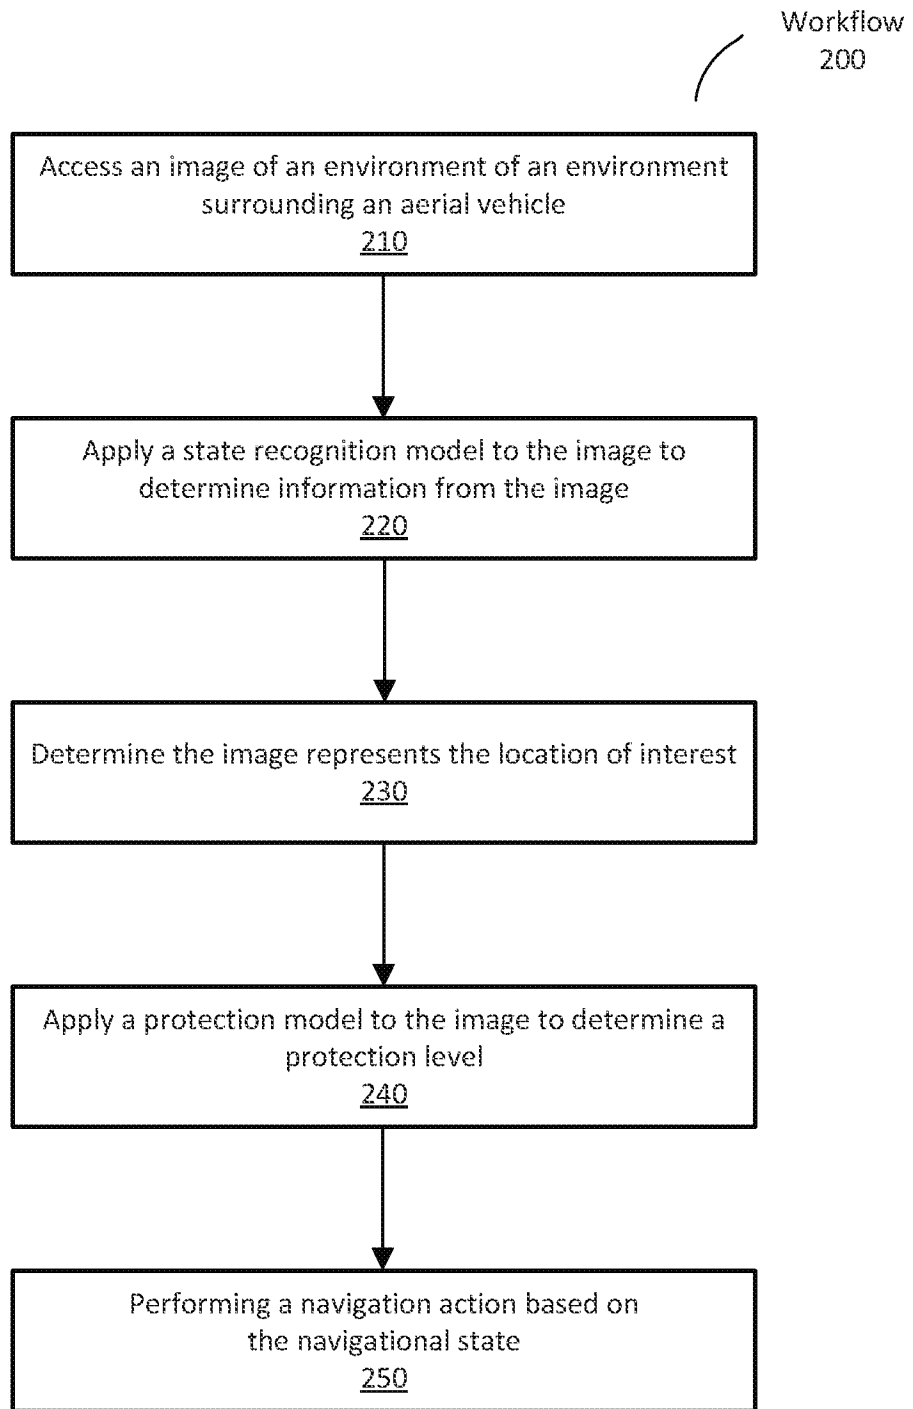 Workflow
200
Access an image of an environment of an environment
surrounding an aerial vehicle
210
Apply a state recognition model to the image to
determine information from the image
220
Determine the image represents the location of interest
230
Apply a protection model to the image to determine a
protection level
240
Performing a navigation action based on
the navigational state
250